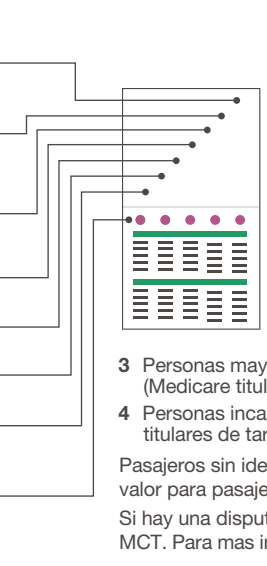 3 Personas may
(Medicare titul
4 Personas inca
titulares de tar
Pasajeros sin ide
valor para pasaje
Si hay una disput
MCT. Para mas in